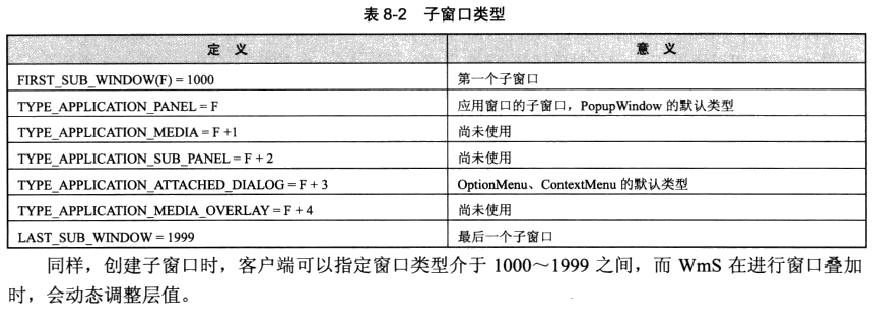 表 8-2 子窗口类型
定 义 意 义
FIRST_SUB_WINDOW(F) = 1000 第一个子窗口
TYPE_APPLICATION_PANEL = F 应用窗口的子窗口，PopupWindow 的默认类型
TYPE_APPLICATION_MEDIA = F +1 尚未使用
TYPE_APPLICATION_SUB_PANEL = F + 2 尚未使用
TYPE_APPLICATION_ATTACHED_DIALOG = F + 3 OptionMenu、ContextMenu 的默认类型
TYPE_APPLICATION_MEDIA_OVERLAY = F + 4 尚未使用
LAST_SUB_WINDOW = 1999 最后一个子窗口
同样，创建子窗口时，客户端可以指定窗口类型介于 1000～1999 之间，而 WmS 在进行窗口叠加
时，会动态调整层值。